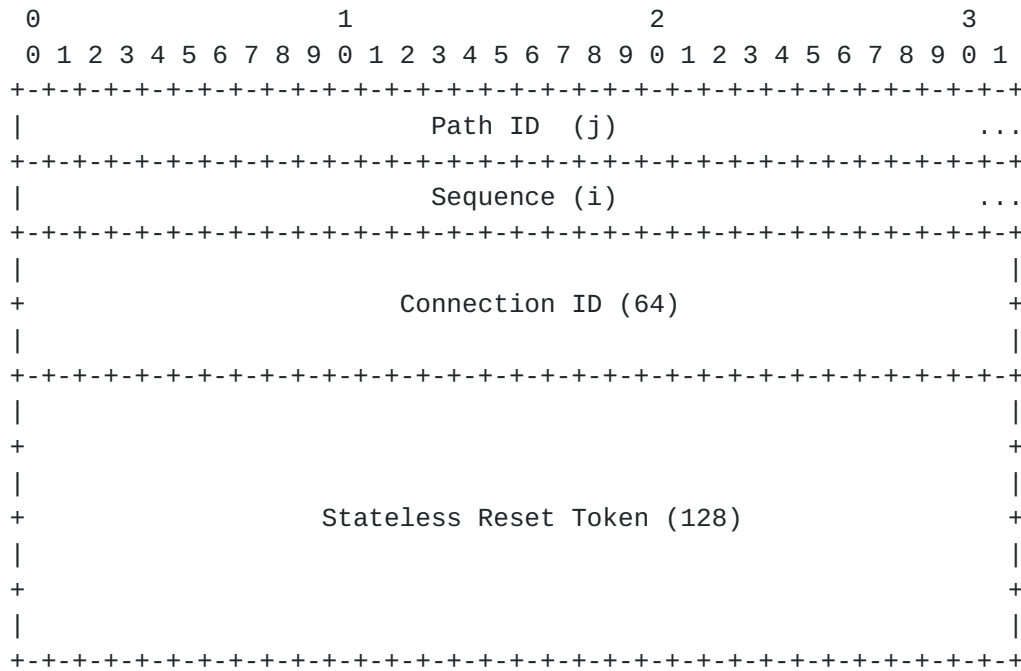 0                   1                   2                   3
 0 1 2 3 4 5 6 7 8 9 0 1 2 3 4 5 6 7 8 9 0 1 2 3 4 5 6 7 8 9 0 1
+-+-+-+-+-+-+-+-+-+-+-+-+-+-+-+-+-+-+-+-+-+-+-+-+-+-+-+-+-+-+-+-+
|                          Path ID  (j)                       ...
+-+-+-+-+-+-+-+-+-+-+-+-+-+-+-+-+-+-+-+-+-+-+-+-+-+-+-+-+-+-+-+-+
|                          Sequence (i)                       ...
+-+-+-+-+-+-+-+-+-+-+-+-+-+-+-+-+-+-+-+-+-+-+-+-+-+-+-+-+-+-+-+-+
|                                                               |
+                        Connection ID (64)                     +
|                                                               |
+-+-+-+-+-+-+-+-+-+-+-+-+-+-+-+-+-+-+-+-+-+-+-+-+-+-+-+-+-+-+-+-+
|                                                               |
+                                                               +
|                                                               |
+                   Stateless Reset Token (128)                 +
|                                                               |
+                                                               +
|                                                               |
+-+-+-+-+-+-+-+-+-+-+-+-+-+-+-+-+-+-+-+-+-+-+-+-+-+-+-+-+-+-+-+-+